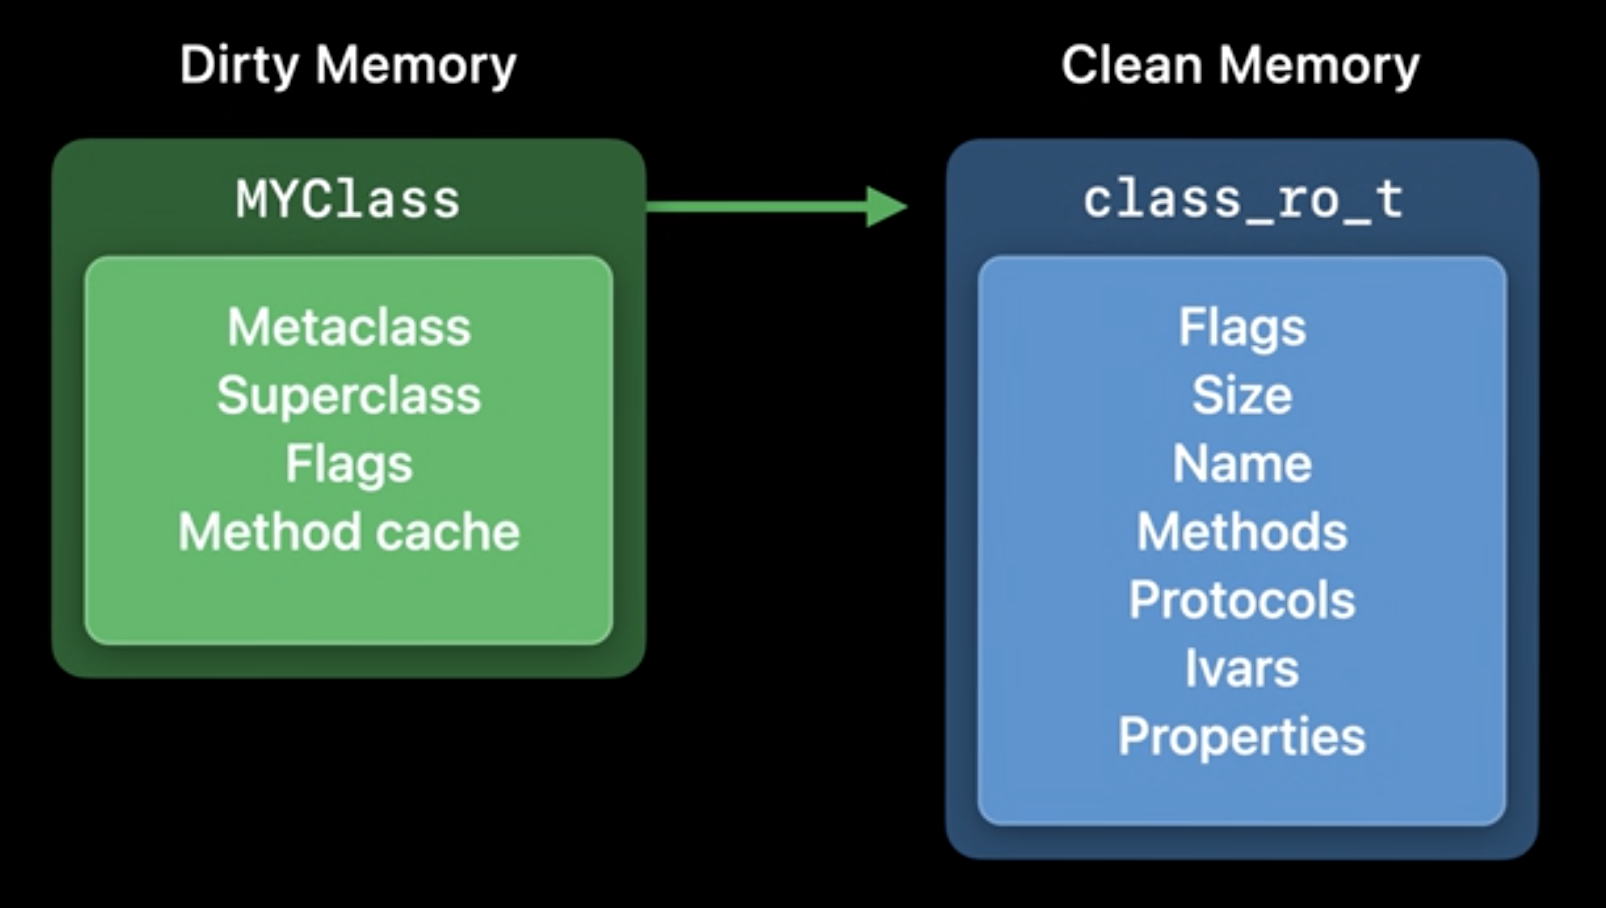 Dirty Memory
MYClass
Metaclass
Superclass
Flags
Method cache
Clean Memory
class_ro_t
Flags
Size
Name
Methods
Protocols
Ivars
Properties